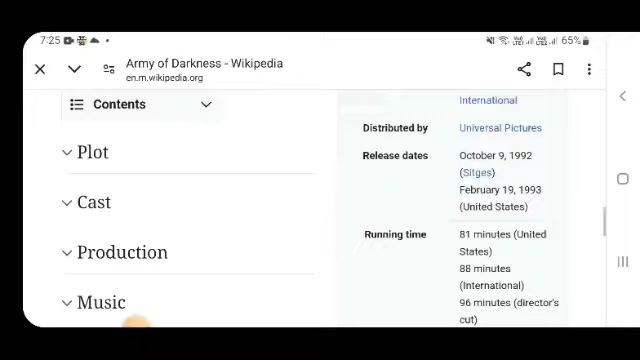 7:25
65%
Army of Darkness - Wikipedia
en.m.wikipedia.org
Contents
Plot
Cast
Production
Music
International
Distributed by
Universal Pictures
Release dates
October 9, 1992
(Sitges)
February 19, 1993
(United States)
Running time
81 minutes (United
States)
88 minutes
(International)
96 minutes (director's
cut)